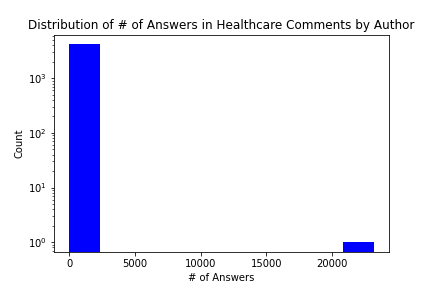 Distribution of # of Answers in Healthcare Comments by Author
Count
10³
10²
10¹
10⁰
0 5000 10000 15000 20000
# of Answers